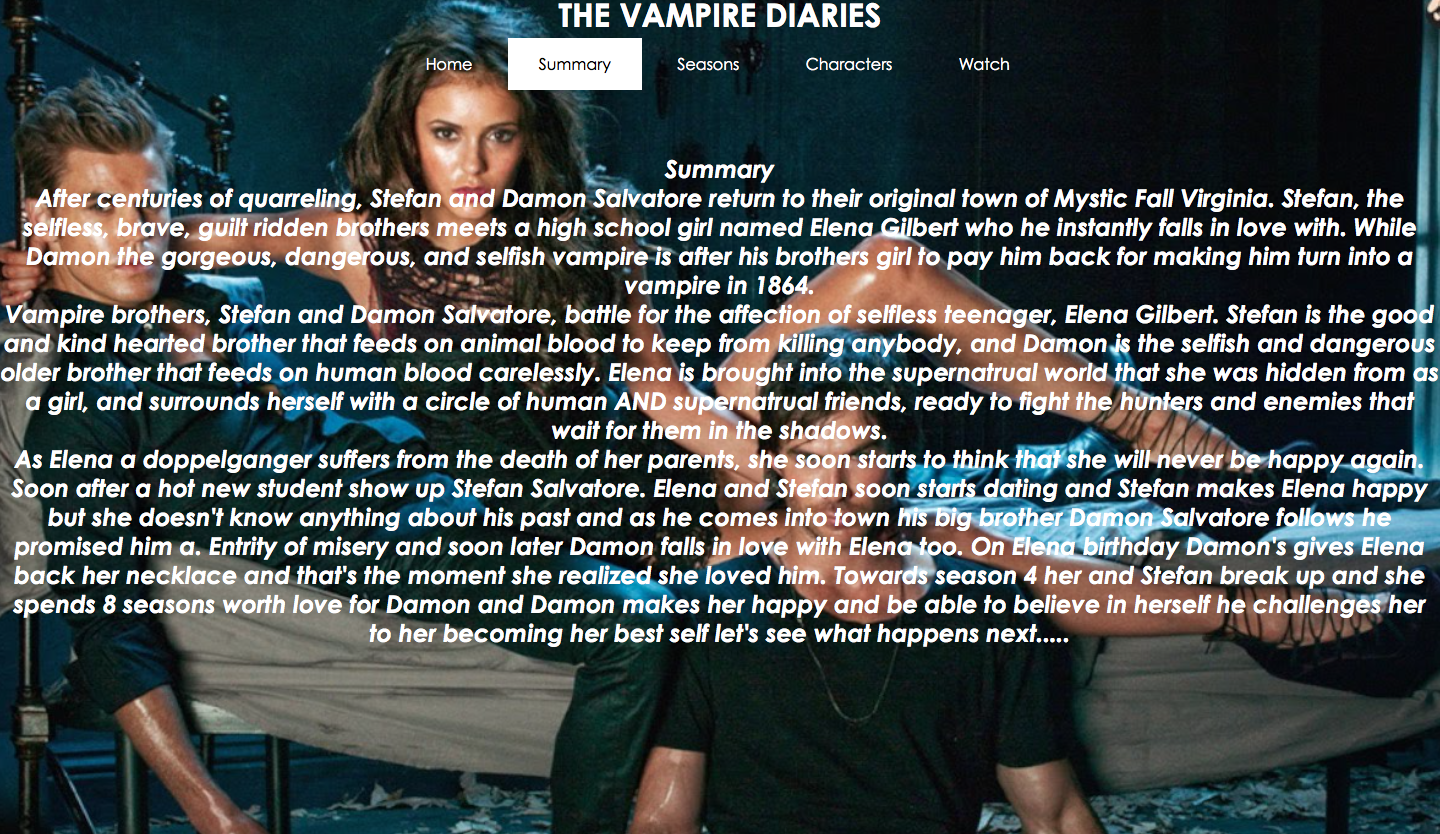 THE VAMPIRE DIARIES
Home Summary Seasons Characters Watch
Summary
After centuries of quarreling, Stefan and Damon Salvatore return to their original town of Mystic Fall Virginia. Stefan, the
selfless, brave, guilt ridden brothers meets a high school girl named Elena Gilbert who he instantly falls in love with. While
Damon the gorgeous, dangerous, and selfish vampire is after his brothers girl to pay him back for making him turn into a
vampire in 1864.
Vampire brothers, Stefan and Damon Salvatore, battle for the affection of selfless teenager, Elena Gilbert. Stefan is the good
and kind hearted brother that feeds on animal blood to keep from killing anybody, and Damon is the selfish and dangerous
older brother that feeds on human blood carelessly. Elena is brought into the supernatrual world that she was hidden from as
a girl, and surrounds herself with a circle of human AND supernatrual friends, ready to fight the hunters and enemies that
wait for them in the shadows.
As Elena a doppelganger suffers from the death of her parents, she soon starts to think that she will never be happy again.
Soon after a hot new student show up Stefan Salvatore. Elena and Stefan soon starts dating and Stefan makes Elena happy
but she doesn't know anything about his past and as he comes into town his big brother Damon Salvatore follows he
promised him a. Entrity of misery and soon later Damon falls in love with Elena too. On Elena birthday Damon's gives Elena
back her necklace and that's the moment she realized she loved him. Towards season 4 her and Stefan break up and she
spends 8 seasons worth love for Damon and Damon makes her happy and be able to believe in herself he challenges her
to her becoming her best self let's see what happens next.....